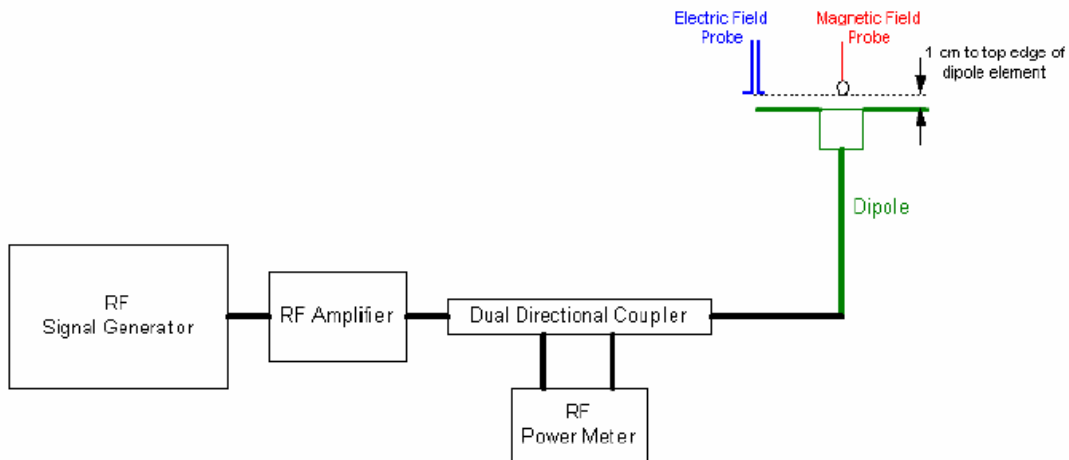 Electric Field
Probe
Magnetic Field
Probe
1 cm to top edge of
dipole element
Dipole
RF
Signal Generator
RF Amplifier
Dual Directional Coupler
RF
Power Meter